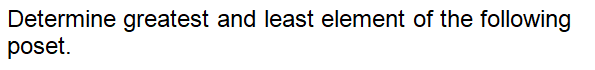 Determine greatest and least element of the following
poset.